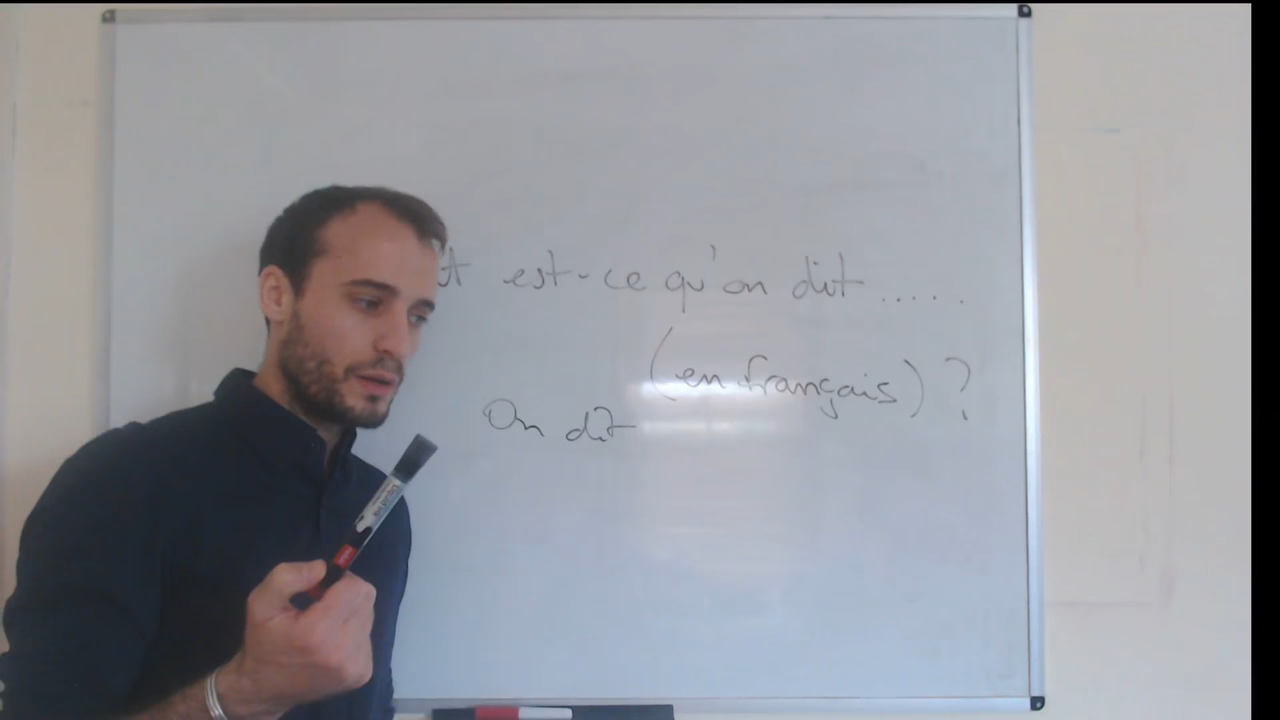 t est-ce qu'on dit .....
(en français) ?
On dit